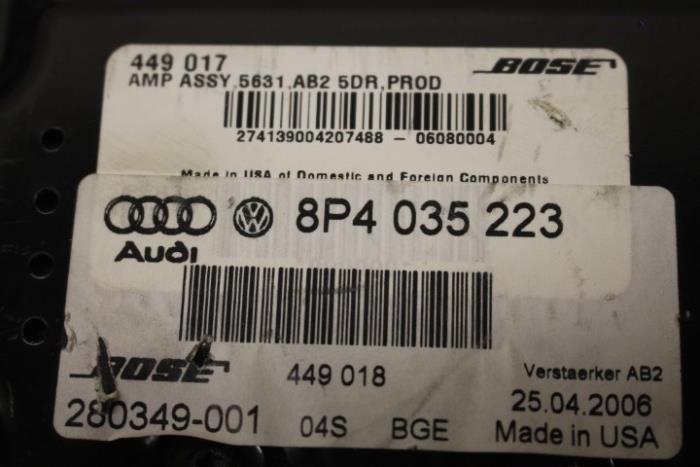 449 017 BOSE
AMP ASSY,5631,AB2 5DR,PROD
274139004207488 - 06080004
Made in USA of Domestic and Foreign Components
8P4 035 223
Audi
BOSE 449 018 Verstaerker AB2
280349-001 04S BGE 25.04.2006
Made in USA